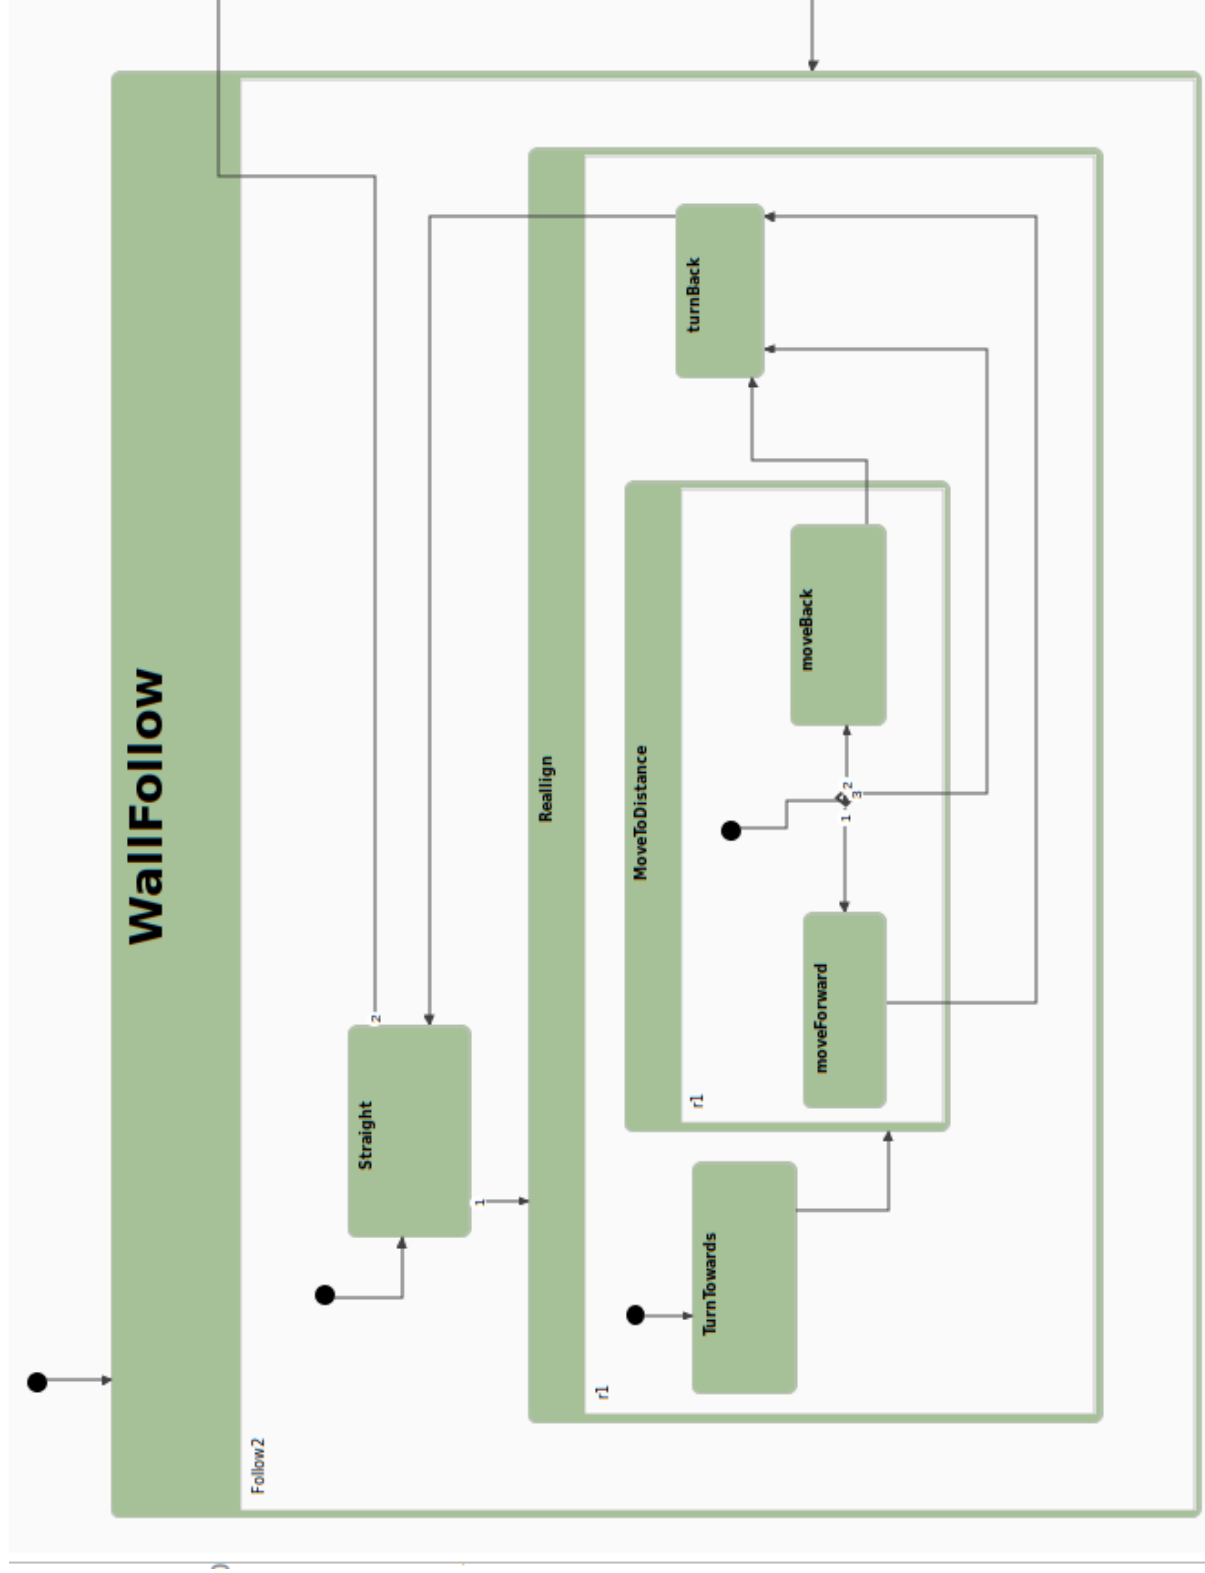 WallFollow
Follow2
Straight
2
1
Reallign
r1
TurnTowards
MoveToDistance
r1
moveForward
1
2
3
moveBack
turnBack